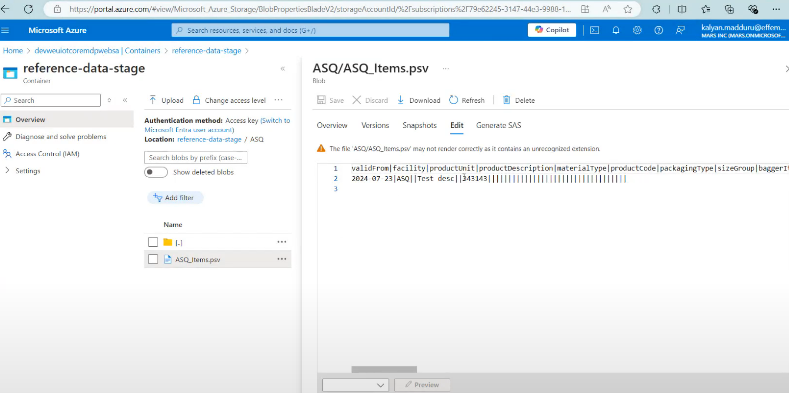 https://portal.azure.com/#view/Microsoft_Azure_Storage/BlobPropertiesBladeV2/storageAccountId/%2Fsubscriptions%2F79e62245-3147-44e3-9988-1...
Microsoft Azure
Search resources, services, and docs (G+/)
Copilot
kalyan.madduru@effem...
MARS INC (MARS.ONMICROSOF...
Home > devweuiotcoremdpwebsa | Containers > reference-data-stage >
reference-data-stage
Container
Search
Overview
Diagnose and solve problems
Access Control (IAM)
Settings
Upload
Change access level
Authentication method: Access key (Switch to
Microsoft Entra user account)
Location: reference-data-stage / ASQ
Search blobs by prefix (case-...
Show deleted blobs
Add filter
Name
[..]
ASQ_Items.psv
ASQ/ASQ_Items.psv ...
Blob
Save
Discard
Download
Refresh
Delete
Overview
Versions
Snapshots
Edit
Generate SAS
The file 'ASQ/ASQ_Items.psv' may not render correctly as it contains an unrecognized extension.
1 validFrom|facility|productUnit|productDescription|materialType|productCode|packagingType|sizeGroup|baggerIt
2 2024-07-23|ASQ||Test desc||343143||||||||||||||||||||||||||||||||||
3
Preview